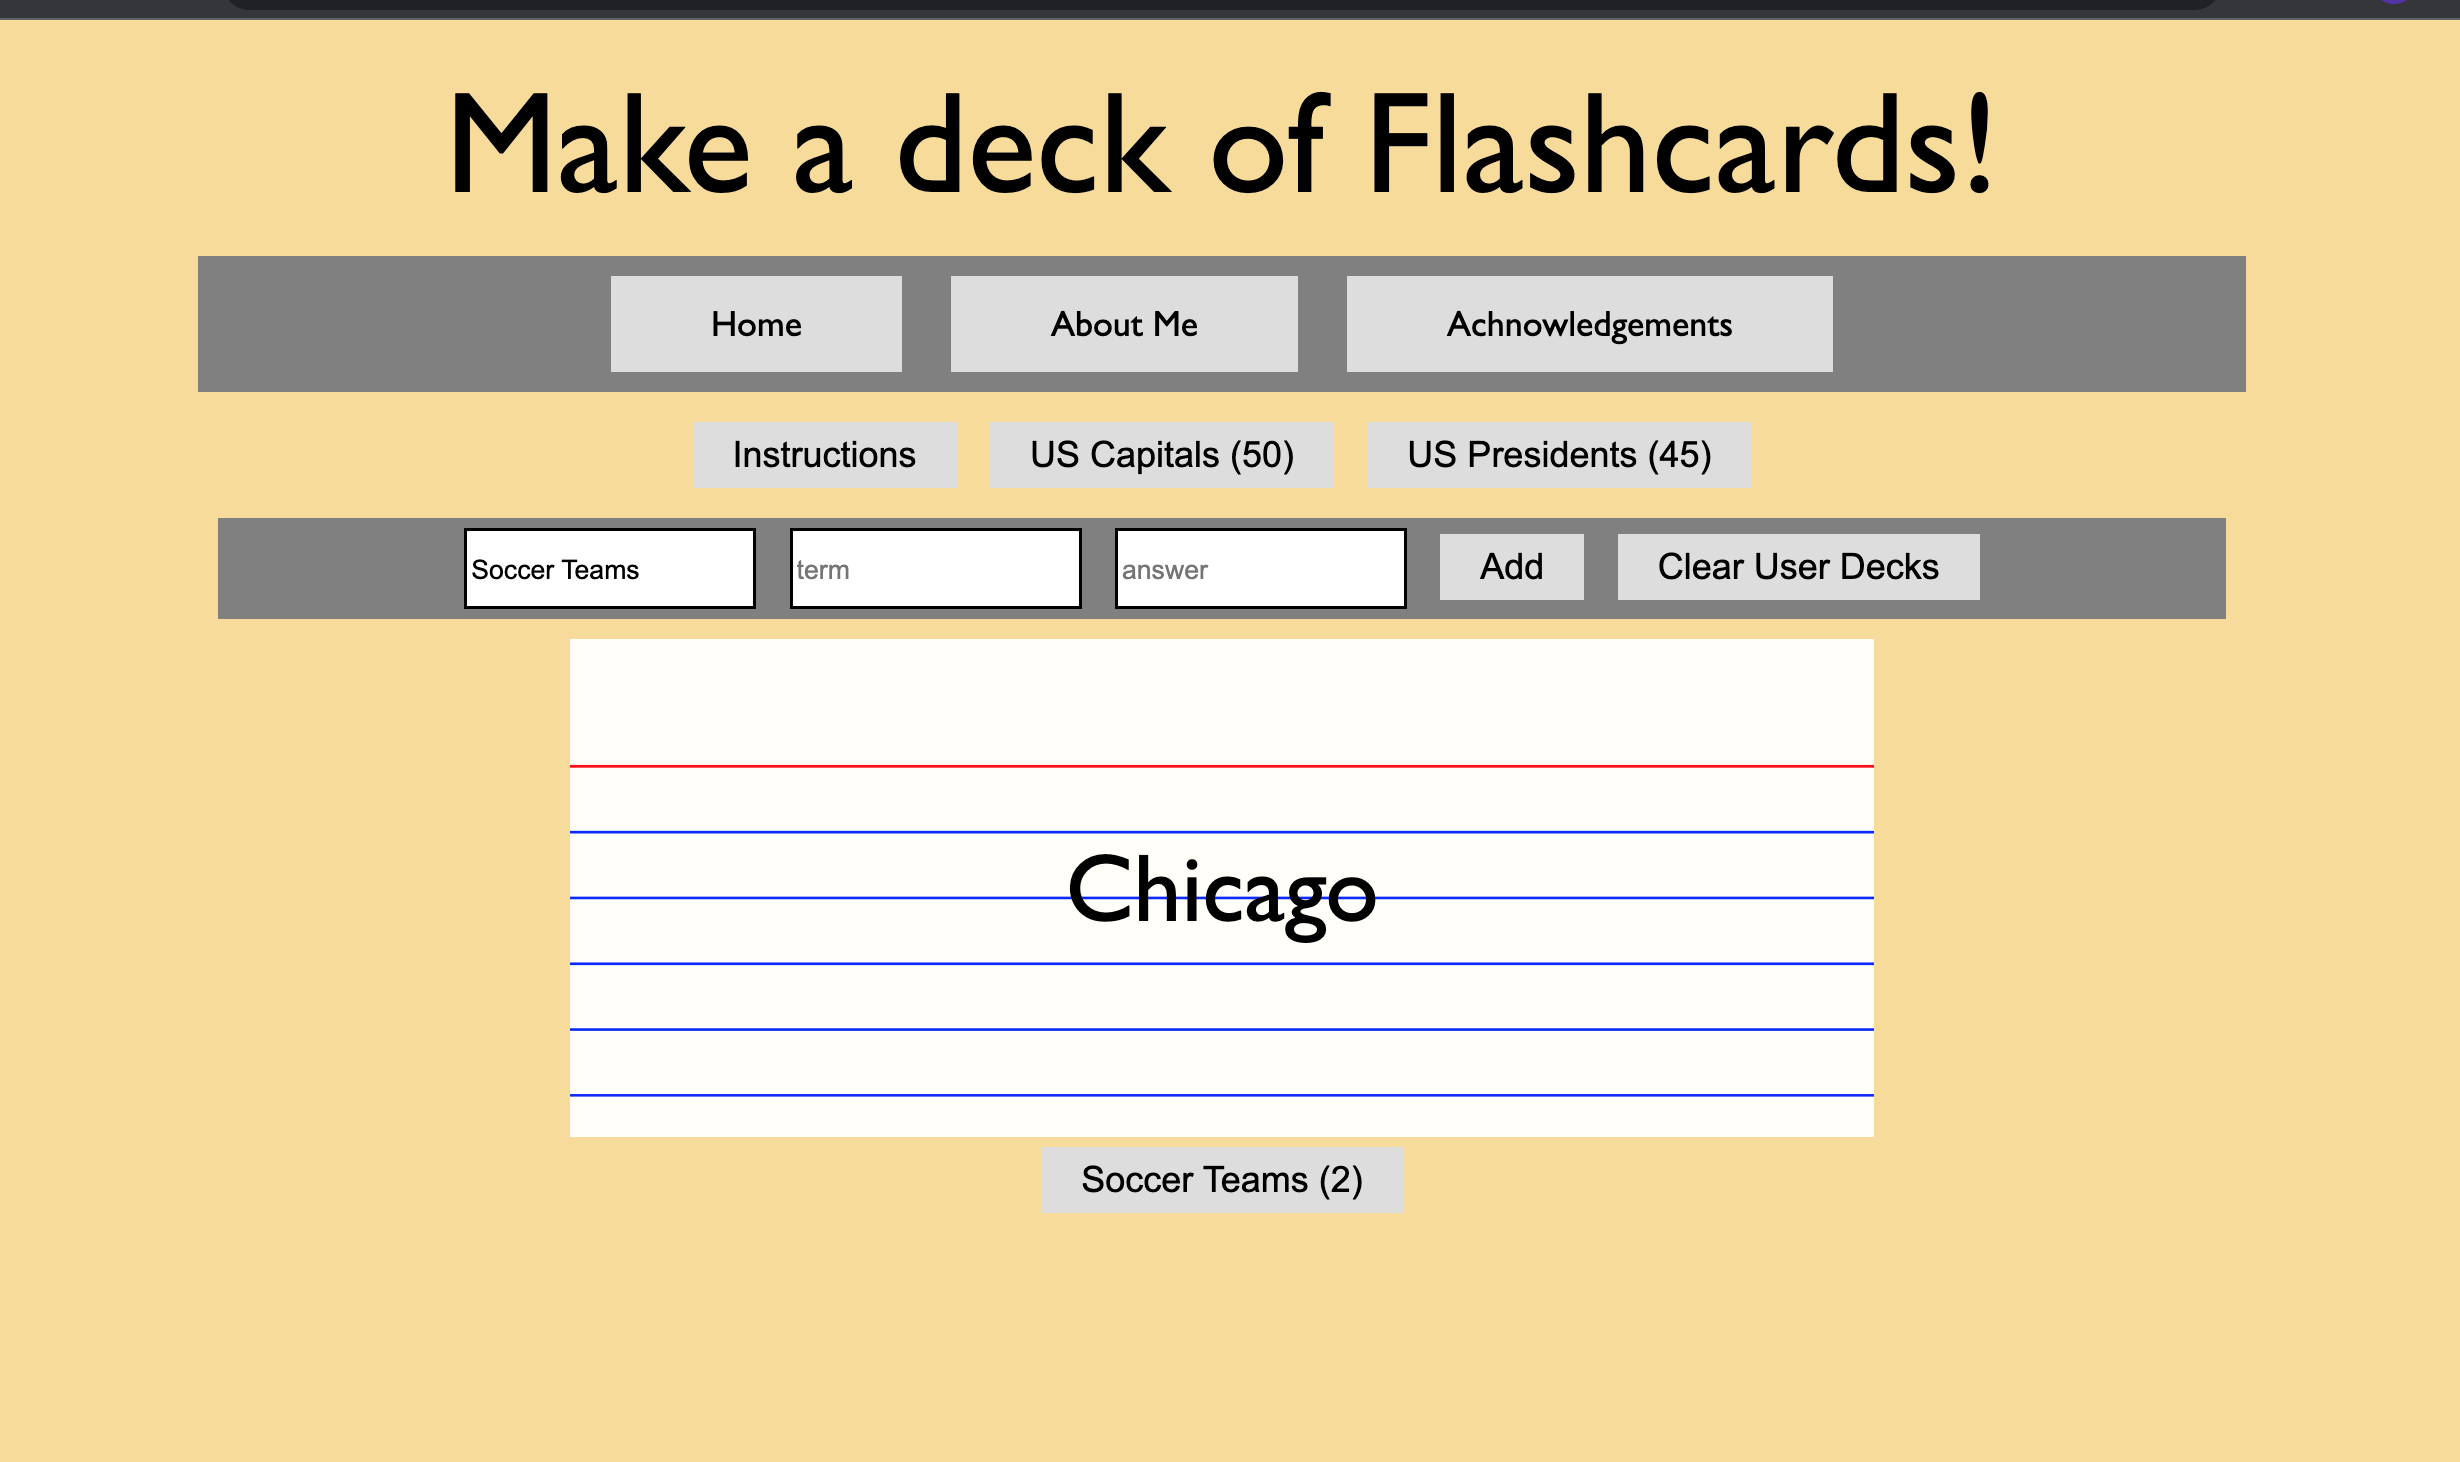 Make a deck of Flashcards!
Home About Me Achnowledgements
Instructions US Capitals (50) US Presidents (45)
Soccer Teams term answer Add Clear User Decks
Chicago
Soccer Teams (2)